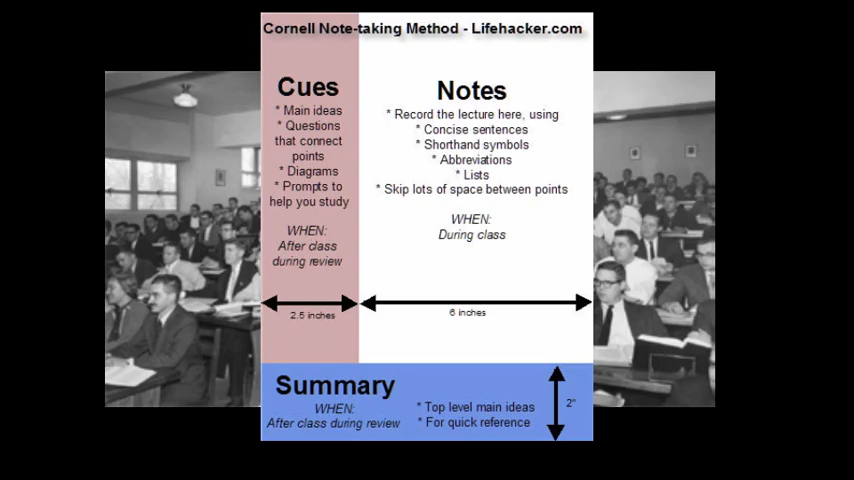 Cornell Note-taking Method - Lifehacker.com
Cues
* Main ideas
* Questions
that connect
points
* Diagrams
* Prompts to
help you study
WHEN:
After class
during review
2.5 inches
Notes
* Record the lecture here, using
* Concise sentences
* Shorthand symbols
* Abbreviations
* Lists
* Skip lots of space between points
WHEN:
During class
6 inches
Summary
WHEN:
After class during review
* Top level main ideas
* For quick reference
2"